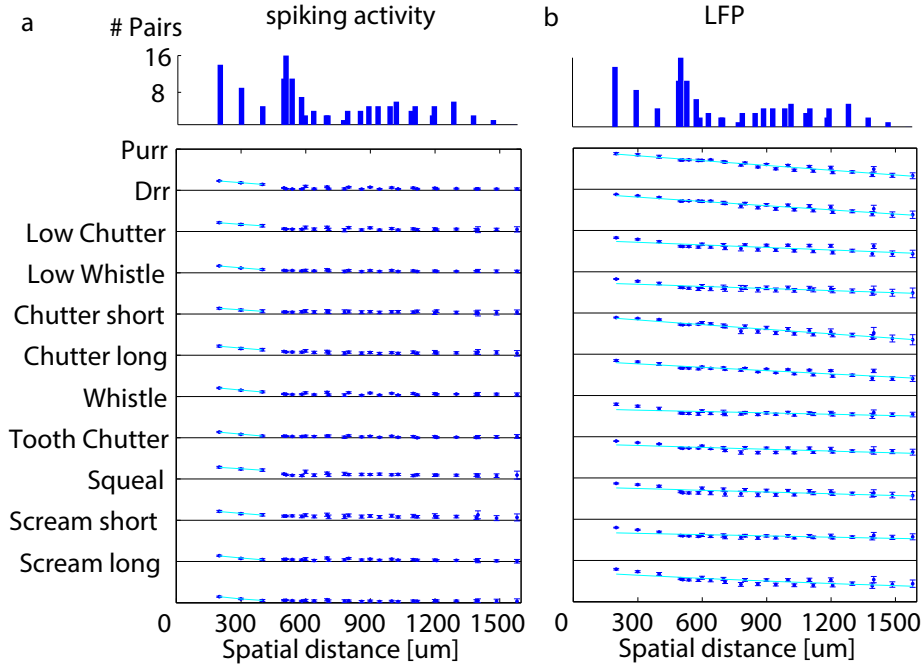 a
spiking activity
b
LFP
# Pairs
16
8
Purr
Drr
Low Chutter
Low Whistle
Chutter short
Chutter long
Whistle
Tooth Chutter
Squeal
Scream short
Scream long
0 300 600 900 1200 1500
0 300 600 900 1200 1500
Spatial distance [um]
Spatial distance [um]